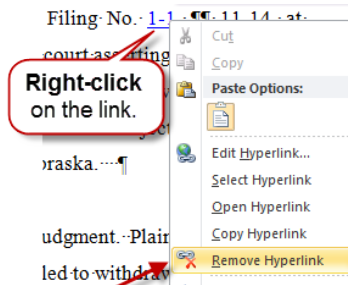 Filing No. 1-1 ¶¶ 11, 14, at
court asserting
Right-click
on the link.
braska. ¶
udgment. Plain
led to withdraw
Cut
Copy
Paste Options:
Edit Hyperlink...
Select Hyperlink
Open Hyperlink
Copy Hyperlink
Remove Hyperlink